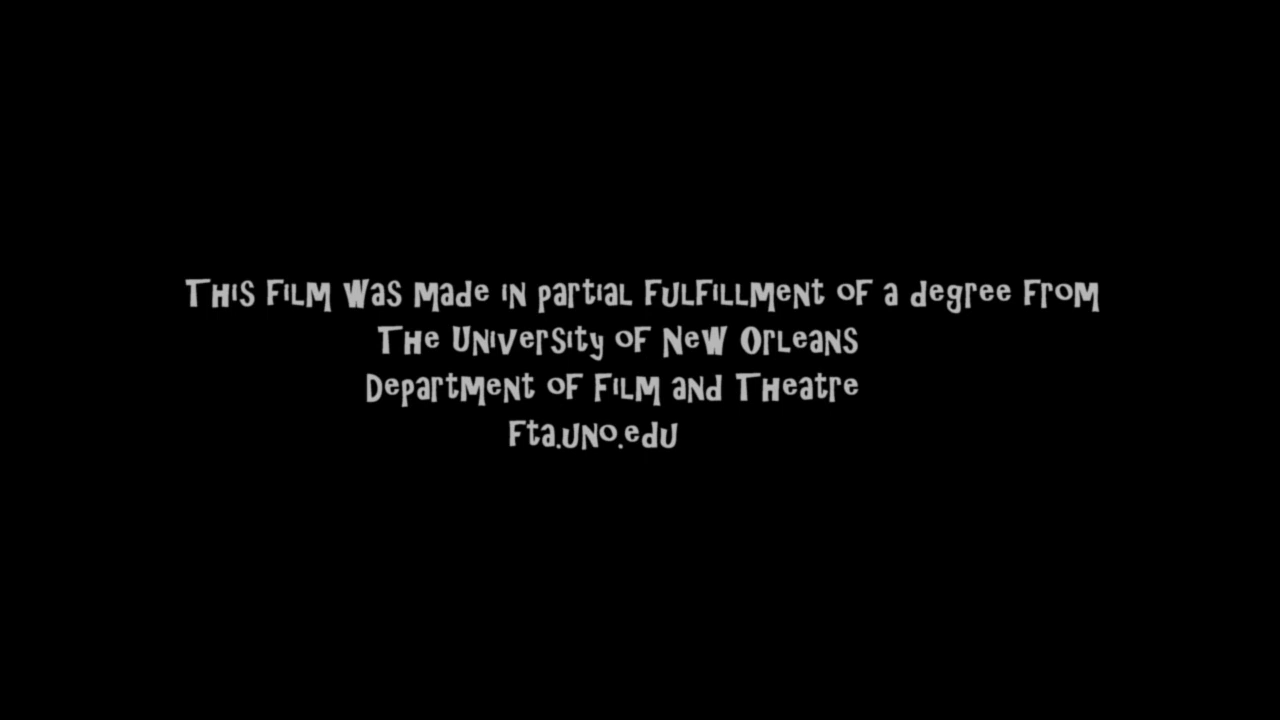 This film was made in partial fulfillment of a degree from
The University of New Orleans
Department of Film and Theatre
Fta.uno.edu